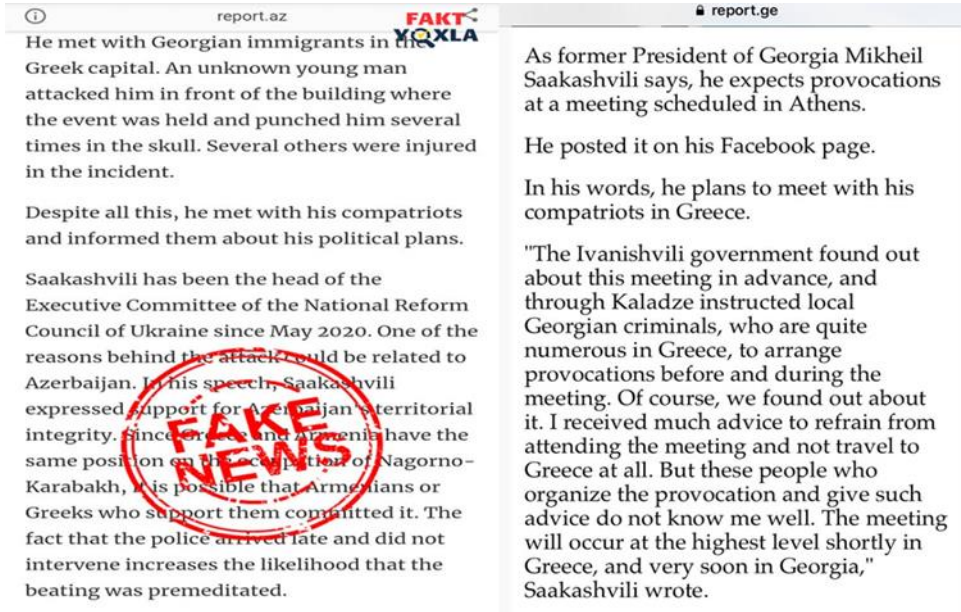 report.az
FAKT
YOXLA
He met with Georgian immigrants in the
Greek capital. An unknown young man
attacked him in front of the building where
the event was held and punched him several
times in the skull. Several others were injured
in the incident.
Despite all this, he met with his compatriots
and informed them about his political plans.
Saakashvili has been the head of the
Executive Committee of the National Reform
Council of Ukraine since May 2020. One of the
reasons behind the attack could be related to
Azerbaijan. In his speech, Saakashvili
expressed support for Azerbaijan's territorial
integrity. Since Greece and Armenia have the
same position on the occupation of Nagorno-
Karabakh, it is possible that Armenians or
Greeks who support them committed it. The
fact that the police arrived late and did not
intervene increases the likelihood that the
beating was premeditated.
FAKE
NEWS
report.ge
As former President of Georgia Mikheil
Saakashvili says, he expects provocations
at a meeting scheduled in Athens.
He posted it on his Facebook page.
In his words, he plans to meet with his
compatriots in Greece.
"The Ivanishvili government found out
about this meeting in advance, and
through Kaladze instructed local
Georgian criminals, who are quite
numerous in Greece, to arrange
provocations before and during the
meeting. Of course, we found out about
it. I received much advice to refrain from
attending the meeting and not travel to
Greece at all. But these people who
organize the provocation and give such
advice do not know me well. The meeting
will occur at the highest level shortly in
Greece, and very soon in Georgia,"
Saakashvili wrote.